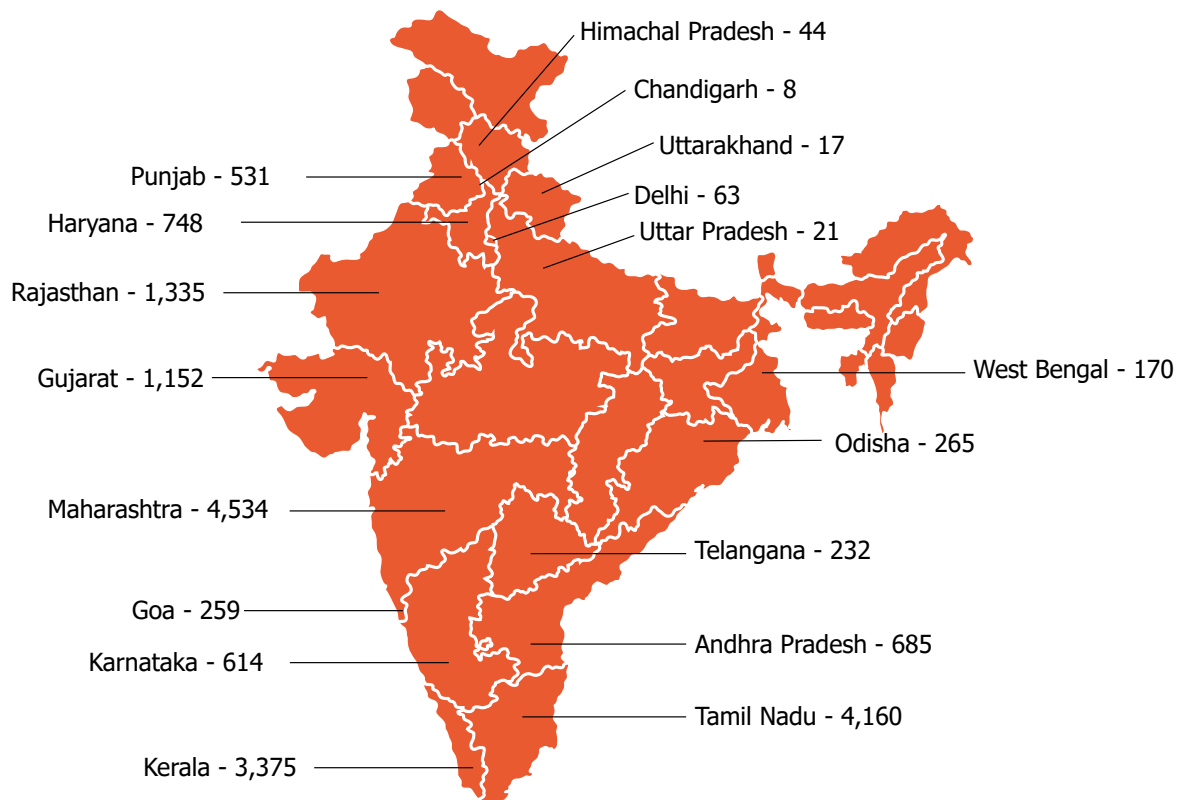 Himachal Pradesh - 44
Chandigarh - 8
Uttarakhand - 17
Punjab - 531
Delhi - 63
Haryana - 748
Uttar Pradesh - 21
Rajasthan - 1,335
West Bengal - 170
Gujarat - 1,152
Odisha - 265
Maharashtra - 4,534
Telangana - 232
Goa - 259
Andhra Pradesh - 685
Karnataka - 614
Tamil Nadu - 4,160
Kerala - 3,375